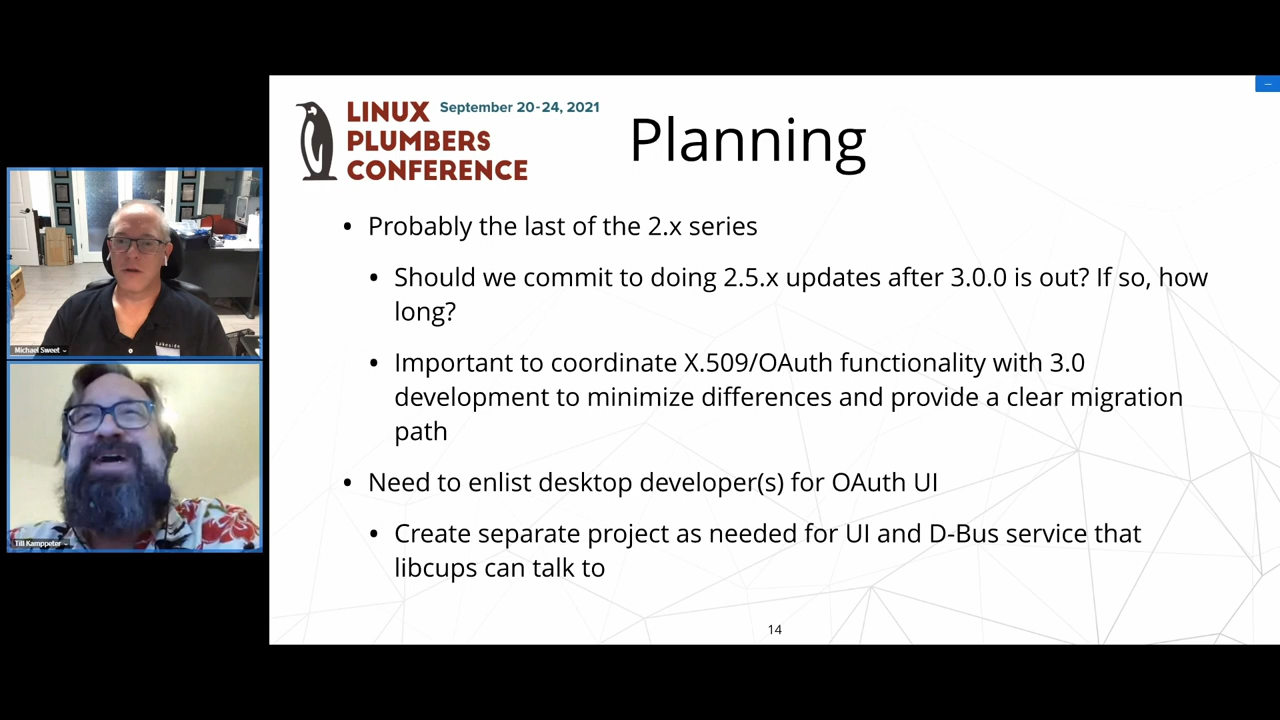 LINUX September 20-24, 2021
PLUMBERS
CONFERENCE
Planning
• Probably the last of the 2.x series
• Should we commit to doing 2.5.x updates after 3.0.0 is out? If so, how
long?
• Important to coordinate X.509/OAuth functionality with 3.0
development to minimize differences and provide a clear migration
path
• Need to enlist desktop developer(s) for OAuth UI
• Create separate project as needed for UI and D-Bus service that
libcups can talk to
14
lakeside
Michael Sweet
Till Kamppeter